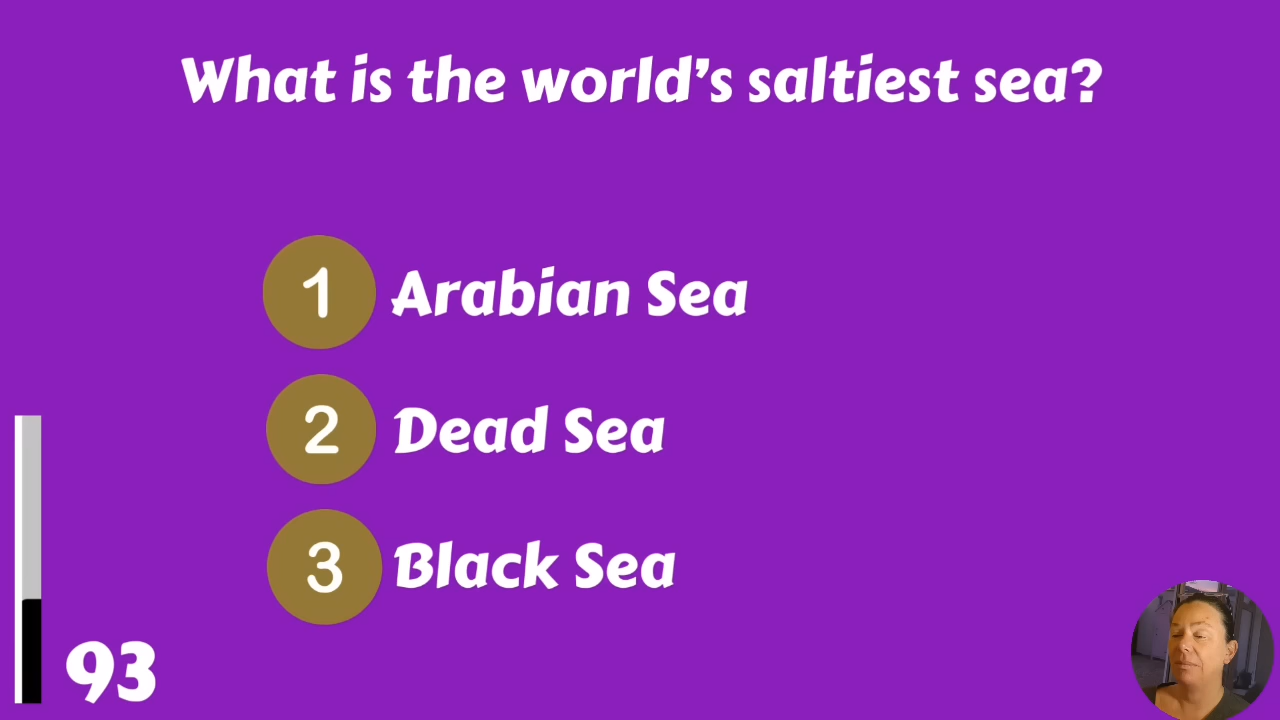 What is the world's saltiest sea?
1 Arabian Sea
2 Dead Sea
3 Black Sea
93